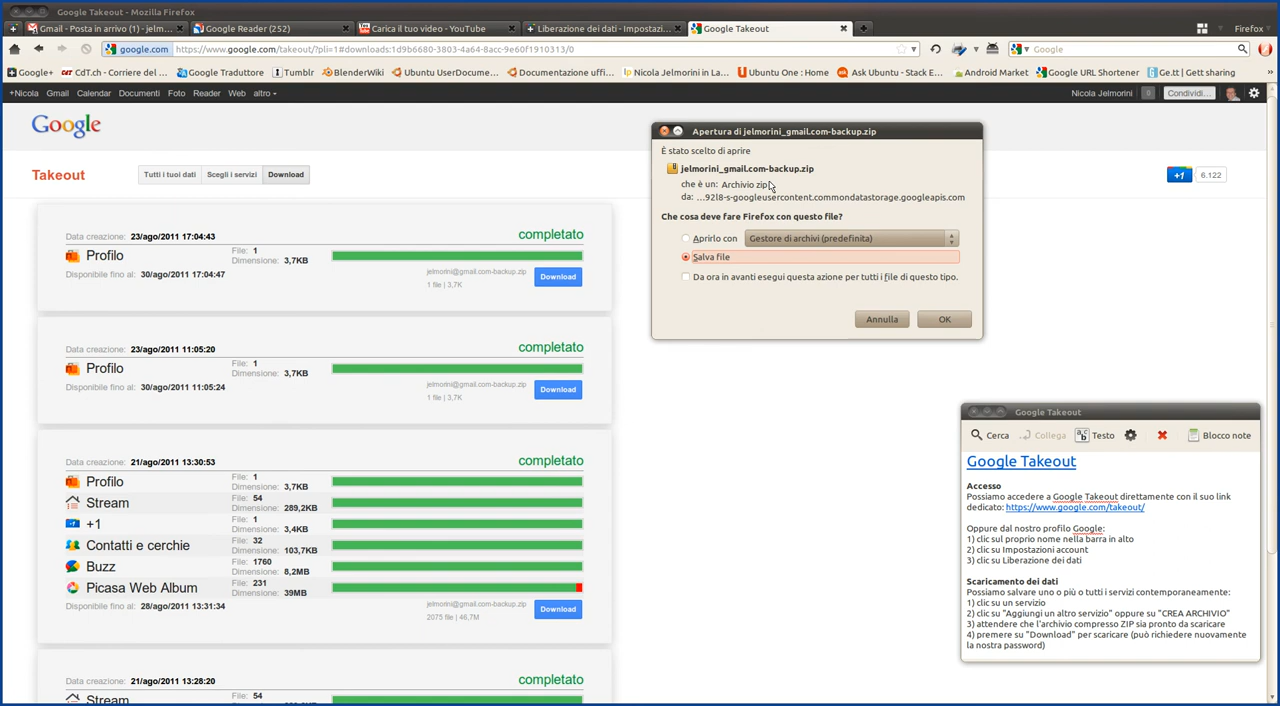 Google Takeout - Mozilla Firefox
Gmail - Posta in arrivo (1) - jelm...
Google Reader (252)
Carica il tuo video - YouTube
Liberazione dei dati - Impostazi...
Google Takeout
Firefox
google.com
https://www.google.com/takeout/?pli=1#downloads:1d9b6680-3803-4a64-8acc-9e60f1910313/0
Google
Google+
CdT.ch - Corriere del ...
Google Traduttore
Tumblr
BlenderWiki
Ubuntu UserDocume...
Documentazione uffi...
Nicola Jelmorini in La...
Ubuntu One : Home
Ask Ubuntu - Stack E...
Android Market
Google URL Shortener
Ge.tt | Gett sharing
+Nicola Gmail Calendar Documenti Foto Reader Web altro
Nicola Jelmorini 0 Condividi...
Google
Takeout
Tutti i tuoi dati Scegli i servizi Download
+1 6.122
Data creazione: 23/ago/2011 17:04:43 completato
Profilo File: 1
Dimensione: 3,7KB
Disponibile fino al: 30/ago/2011 17:04:47
jelmorini@gmail.com-backup.zip
1 file | 3,7K
Download
Data creazione: 23/ago/2011 11:05:20 completato
Profilo File: 1
Dimensione: 3,7KB
Disponibile fino al: 30/ago/2011 11:05:24
jelmorini@gmail.com-backup.zip
1 file | 3,7K
Download
Data creazione: 21/ago/2011 13:30:53 completato
Profilo File: 1
Dimensione: 3,7KB
Stream File: 54
Dimensione: 289,2KB
+1 File: 1
Dimensione: 3,4KB
Contatti e cerchie File: 32
Dimensione: 103,7KB
Buzz File: 1760
Dimensione: 8,2MB
Picasa Web Album File: 231
Dimensione: 39MB
Disponibile fino al: 28/ago/2011 13:31:34
jelmorini@gmail.com-backup.zip
2075 file | 46,7M
Download
Data creazione: 21/ago/2011 13:28:20 completato
Stream File: 54
Apertura di jelmorini_gmail.com-backup.zip
È stato scelto di aprire
jelmorini_gmail.com-backup.zip
che è un: Archivio zip
da: ...92l8-s-googleusercontent.commondatastorage.googleapis.com
Che cosa deve fare Firefox con questo file?
Aprirlo con Gestore di archivi (predefinita)
Salva file
Da ora in avanti esegui questa azione per tutti i file di questo tipo.
Annulla OK
Google Takeout
Cerca Collega Testo Blocco note
Google Takeout
Accesso
Possiamo accedere a Google Takeout direttamente con il suo link
dedicato: https://www.google.com/takeout/
Oppure dal nostro profilo Google:
1) clic sul proprio nome nella barra in alto
2) clic su Impostazioni account
3) clic su Liberazione dei dati
Scaricamento dei dati
Possiamo salvare uno o più o tutti i servizi contemporaneamente:
1) clic su un servizio
2) clic su "Aggiungi un altro servizio" oppure su "CREA ARCHIVIO"
3) attendere che l'archivio compresso ZIP sia pronto da scaricare
4) premere su "Download" per scaricare (può richiedere nuovamente
la nostra password)